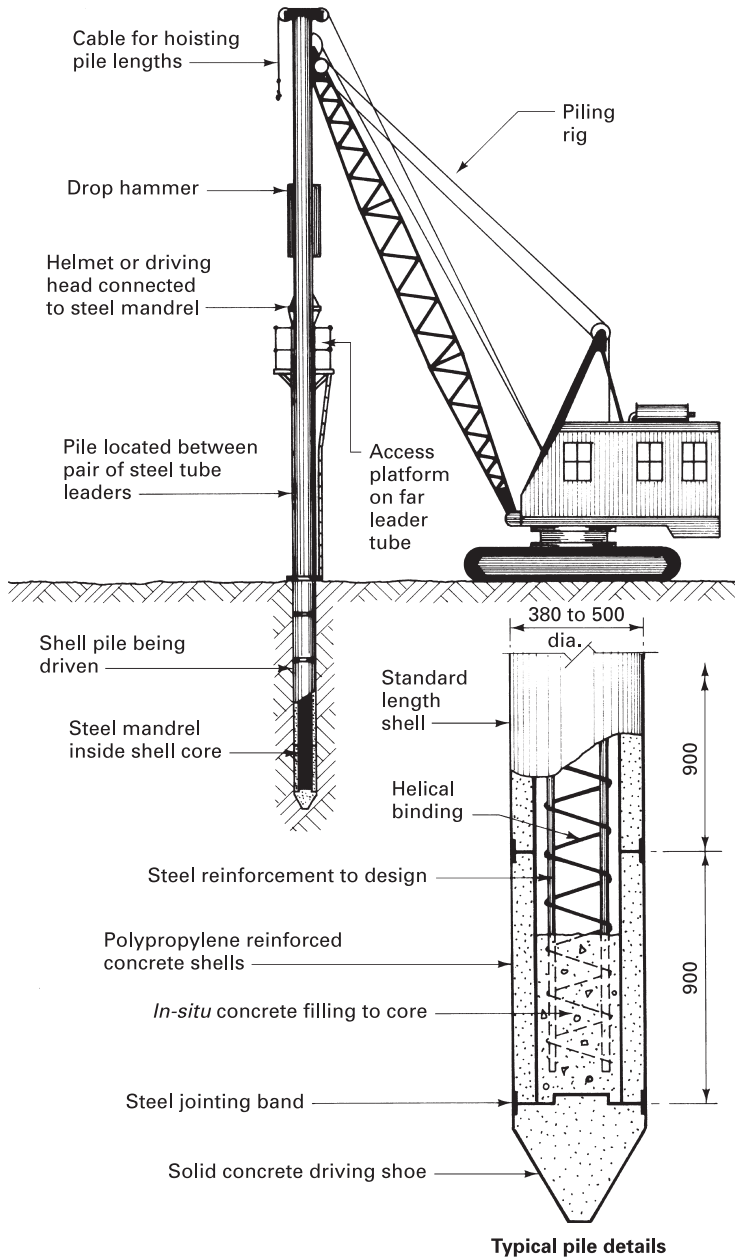 Cable for hoisting
pile lengths
Piling
rig
Drop hammer
Helmet or driving
head connected
to steel mandrel
Pile located between
pair of steel tube
leaders
Access
platform
on far
leader
tube
380 to 500
dia.
Shell pile being
driven
Standard
length
shell
Steel mandrel
inside shell core
900
Helical
binding
Steel reinforcement to design
Polypropylene reinforced
concrete shells
900
In-situ concrete filling to core
Steel jointing band
Solid concrete driving shoe
Typical pile details